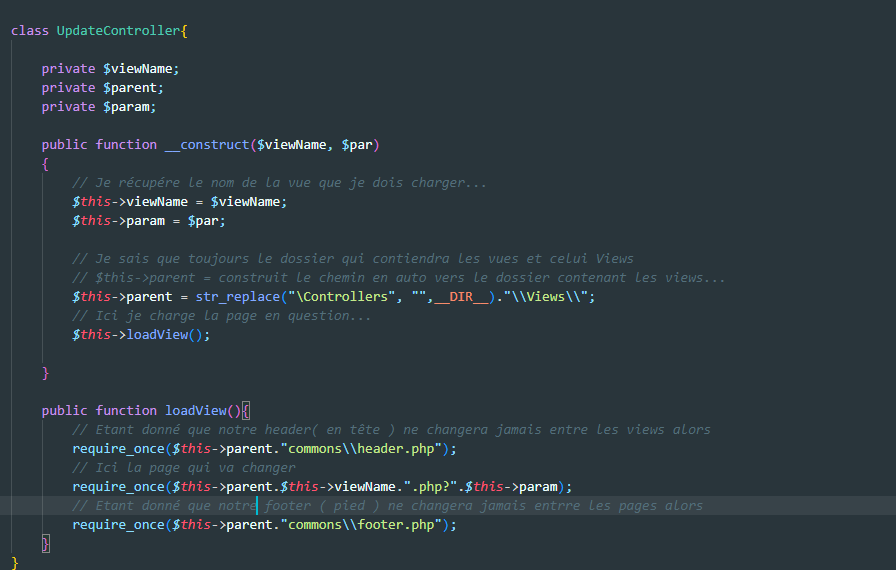 class UpdateController{
private $viewName;
private $parent;
private $param;
public function __construct($viewName, $par)
{
// Je récupére le nom de la vue que je dois charger...
$this->viewName = $viewName;
$this->param = $par;
// Je sais que toujours le dossier qui contiendra les vues et celui Views
// $this->parent = construit le chemin en auto vers le dossier contenant les views...
$this->parent = str_replace("\Controllers", "",__DIR__)."\\Views\\";
// Ici je charge la page en question...
$this->loadView();
}
public function loadView(){
// Etant donné que notre header( en tête ) ne changera jamais entre les views alors
require_once($this->parent."commons\\header.php");
// Ici la page qui va changer
require_once($this->parent.$this->viewName.".php?".$this->param);
// Etant donné que notre footer ( pied ) ne changera jamais entrre les pages alors
require_once($this->parent."commons\\footer.php");
}
}